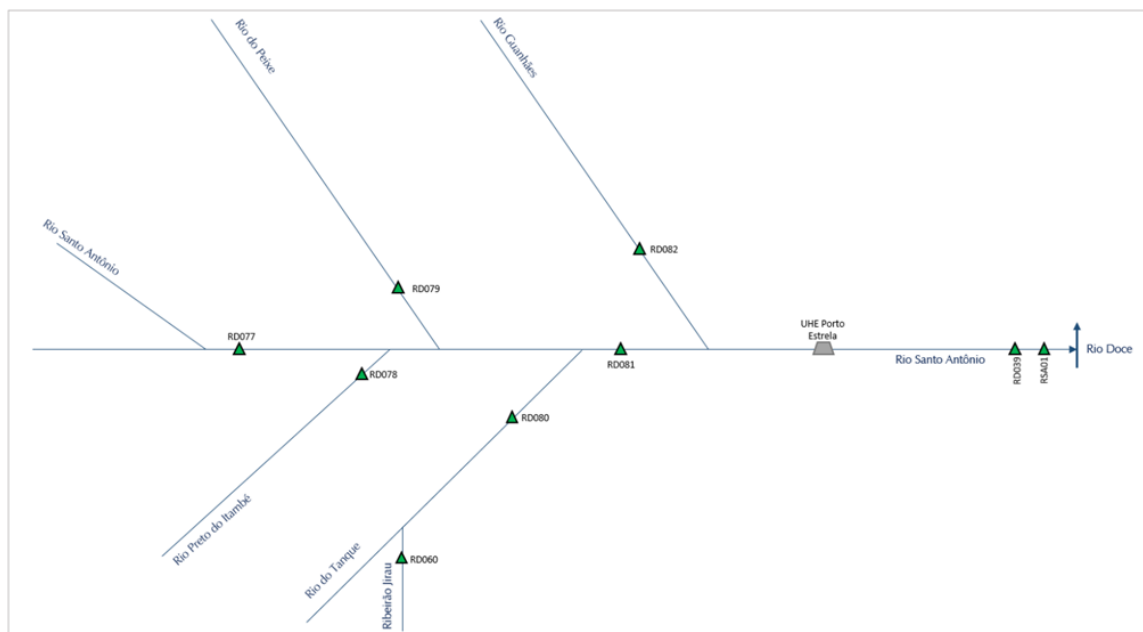 Rio do Peixe
Rio Guanhães
Rio Santo Antônio
RD082
RD079
RD077
UHE Porto
Estrela
Rio Doce
RD078
RD081
Rio Santo Antônio
RD039
RSA01
RD080
Rio Preto do Itambé
Rio do Tanque
RD060
Ribeirão Jirau